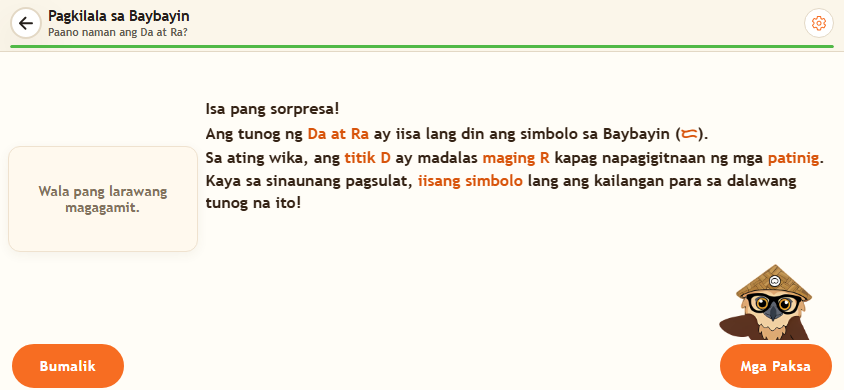 Pagkilala sa Baybayin
Paano naman ang Da at Ra?
Isa pang sorpresa!
Ang tunog ng Da at Ra ay iisa lang din ang simbolo sa Baybayin (ᜇ).
Sa ating wika, ang titik D ay madalas maging R kapag napagigitnaan ng mga patinig.
Kaya sa sinaunang pagsulat, iisang simbolo lang ang kailangan para sa dalawang
tunog na ito!
Wala pang larawang
magagamit.
Bumalik
Mga Paksa